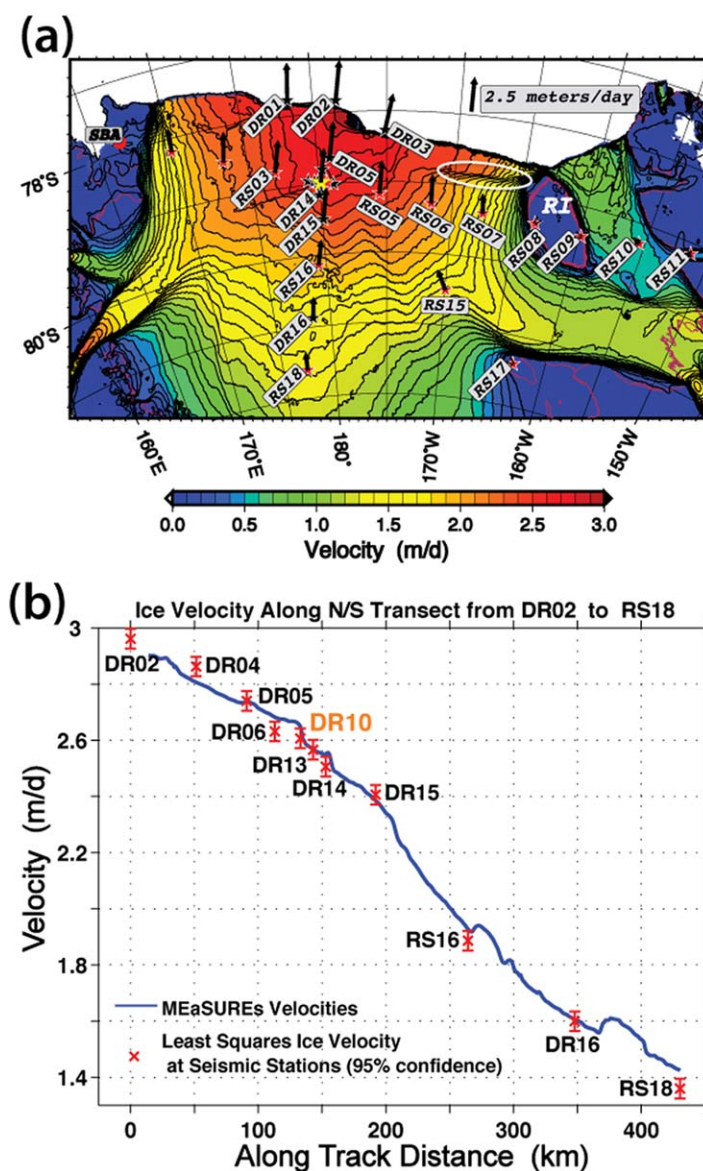 (a)
DR01
DR02
2.5 meters/day
SBA
DR03
78°S
RS03
DR05
DR14
DR15
RS05
RS06
RS07
RI
RS08
RS09
RS10
RS11
RS16
RS15
80°S
DR16
RS18
RS17
160°E
170°E
180°
170°W
160°W
150°W
0.0 0.5 1.0 1.5 2.0 2.5 3.0
Velocity (m/d)
(b)
Ice Velocity Along N/S Transect from DR02 to RS18
3
DR02
DR04
DR05
2.6
DR06
DR10
DR13
DR14
DR15
2.2
Velocity (m/d)
RS16
1.8
MEaSUREs Velocities
Least Squares Ice Velocity
at Seismic Stations (95% confidence)
DR16
RS18
1.4
0 100 200 300 400
Along Track Distance (km)